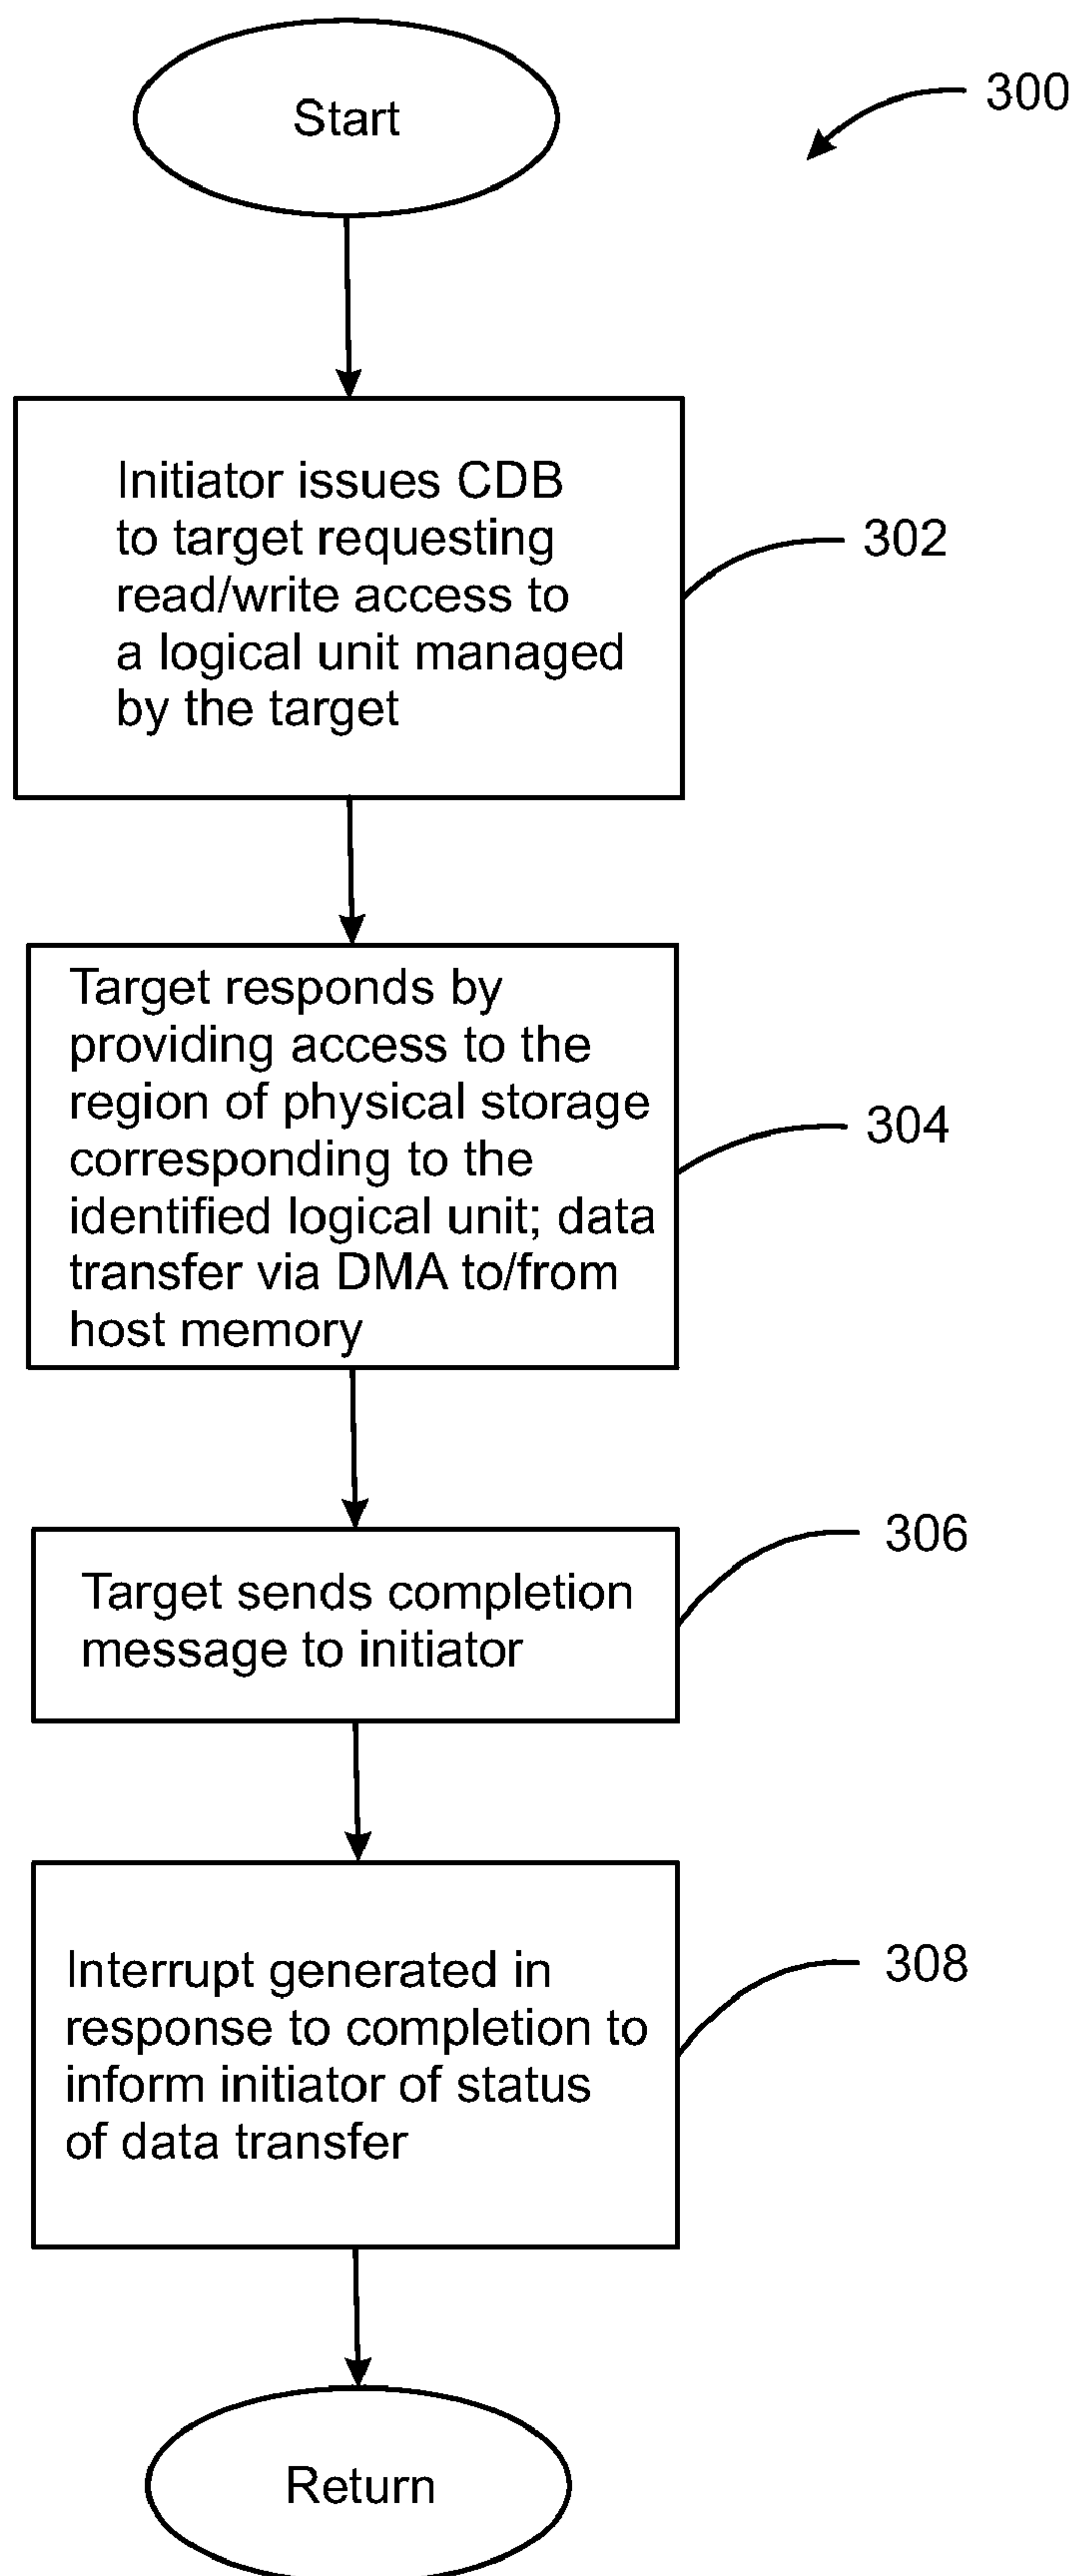 Start
300
Initiator issues CDB
to target requesting
read/write access to
a logical unit managed
by the target
302
Target responds by
providing access to the
region of physical storage
corresponding to the
identified logical unit; data
transfer via DMA to/from
host memory
304
Target sends completion
message to initiator
306
Interrupt generated in
response to completion to
inform initiator of status
of data transfer
308
Return